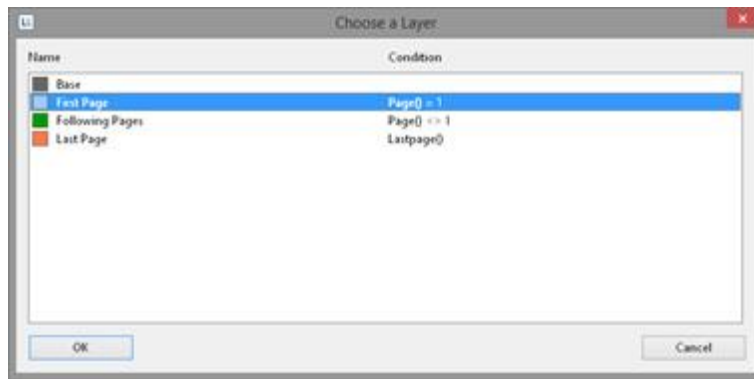 Choose a Layer
Name Condition
Base
First Page Page() = 1
Following Pages Page() <> 1
Last Page Lastpage()
OK Cancel